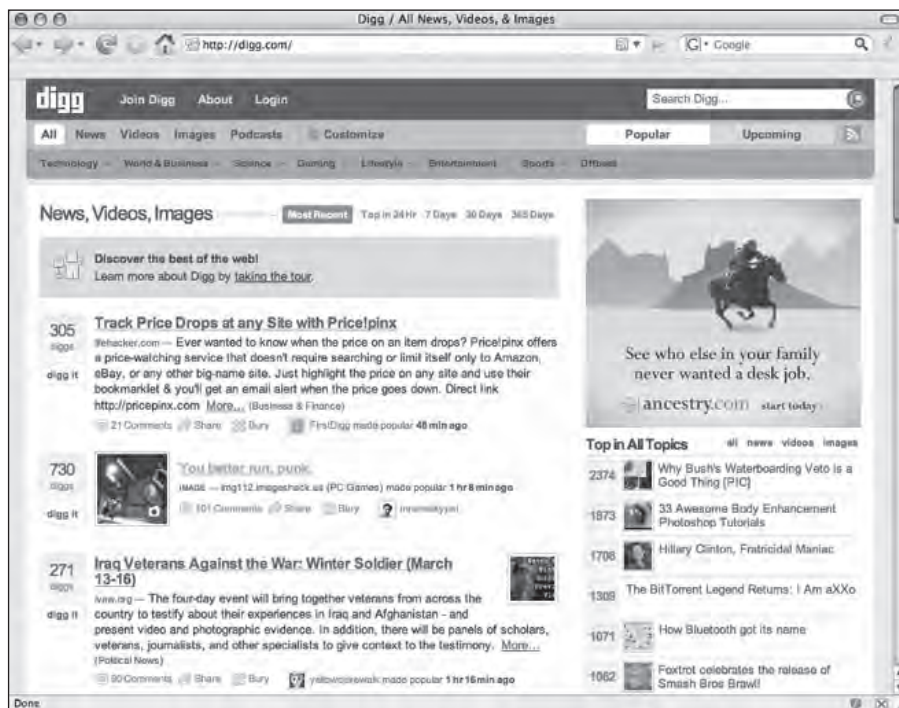 Digg / All News, Videos, & Images
http://digg.com/
G Google
digg Join Digg About Login Search Digg...
All News Videos Images Podcasts Customize Popular Upcoming
Technology World & Business Science Gaming Lifestyle Entertainment Sports Offbeat
News, Videos, Images Most Recent Top in 24 Hr 7 Days 30 Days 365 Days
Discover the best of the web!
Learn more about Digg by taking the tour.
305
diggs
digg it
Track Price Drops at any Site with Price!pinx
lifehacker.com — Ever wanted to know when the price on an item drops? Price!pinx offers
a price-watching service that doesn't require searching or limit itself only to Amazon,
eBay, or any other big-name site. Just highlight the price on any site and use their
bookmarklet & you'll get an email alert when the price goes down. Direct link
http://pricepinx.com More... (Business & Finance)
21 Comments Share Bury FirstDigg made popular 48 min ago
730
diggs
digg it
You better run, punk.
IMAGE — img112.imageshack.us (PC Games) made popular 1 hr 8 min ago
101 Comments Share Bury
271
diggs
digg it
Iraq Veterans Against the War: Winter Soldier (March
13-16)
ivaw.org — The four-day event will bring together veterans from across the
country to testify about their experiences in Iraq and Afghanistan - and
present video and photographic evidence. In addition, there will be panels of scholars,
veterans, journalists, and other specialists to give context to the testimony. More...
(Political News)
90 Comments Share Bury made popular 1 hr 16 min ago
See who else in your family
never wanted a desk job.
ancestry.com start today
Top in All Topics all news videos images
2374 Why Bush's Waterboarding Veto is a
Good Thing [PIC]
1873 33 Awesome Body Enhancement
Photoshop Tutorials
1708 Hillary Clinton, Fratricidal Maniac
1309 The BitTorrent Legend Returns: I Am aXXo
1071 How Bluetooth got its name
1062 Foxtrot celebrates the release of
Smash Bros Brawl!
Done